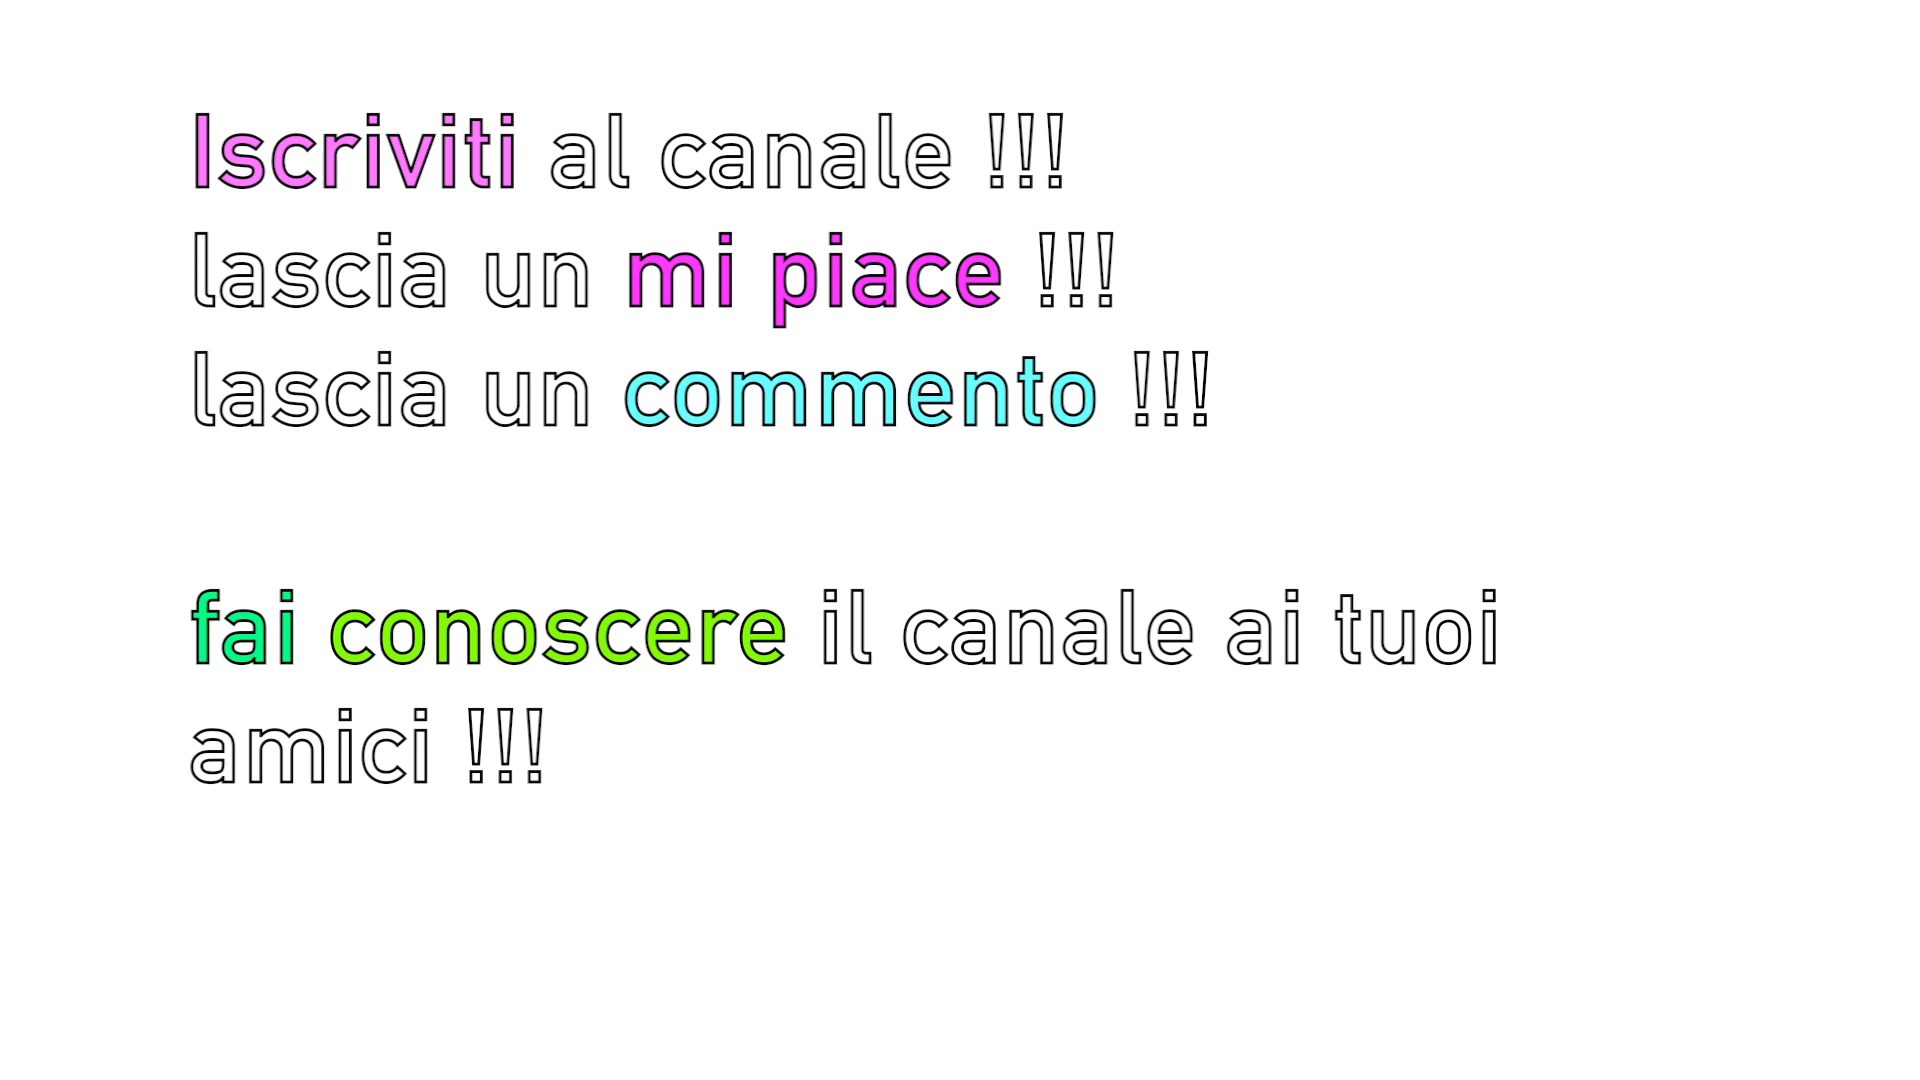 Iscriviti al canale !!!
lascia un mi piace !!!
lascia un commento !!!
fai conoscere il canale ai tuoi
amici !!!